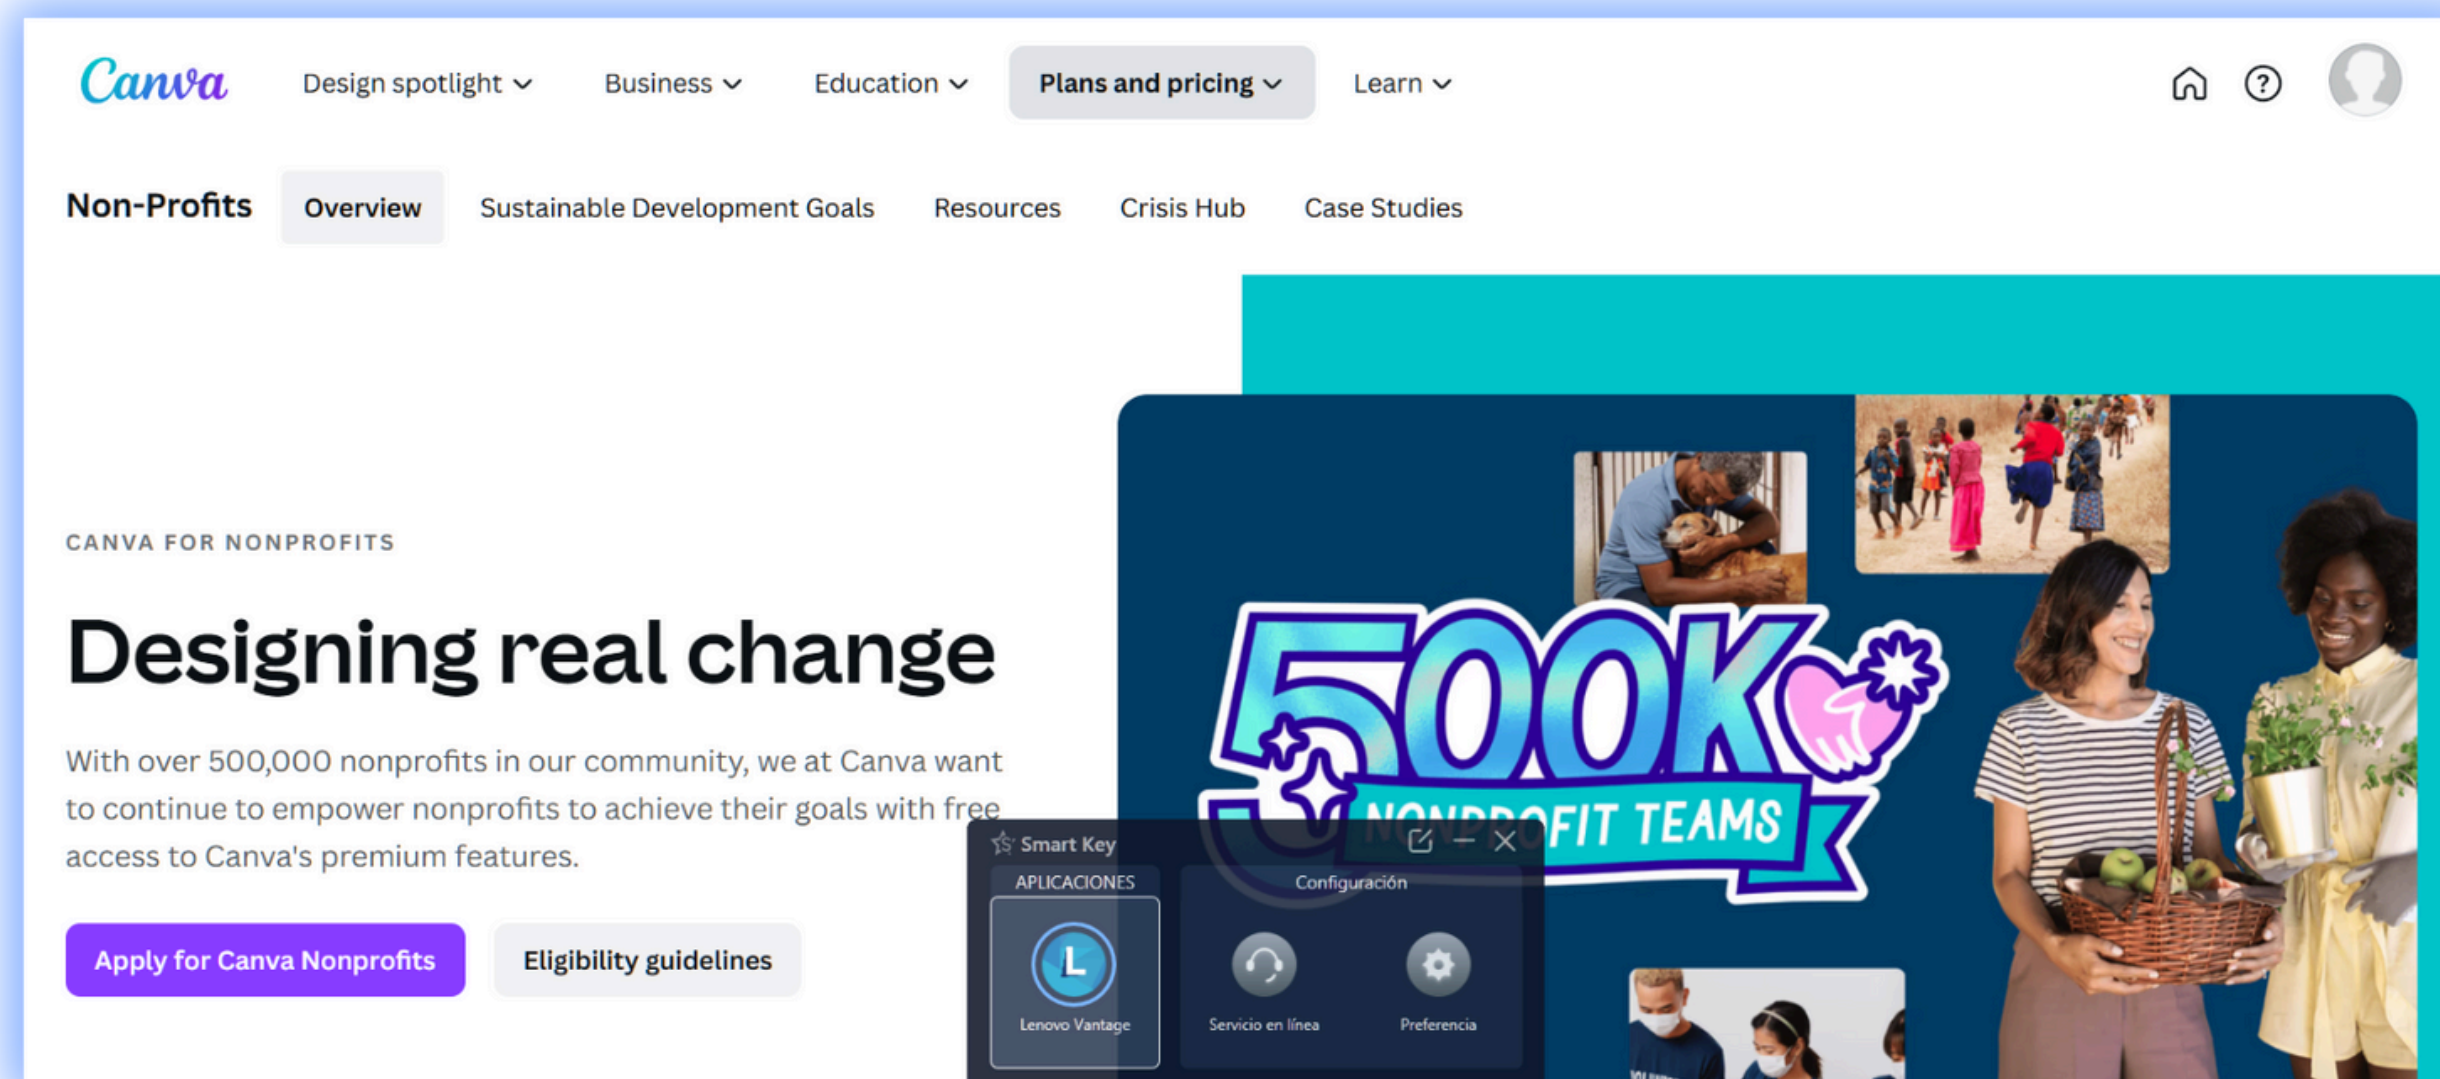 Canva
Design spotlight
Business
Education
Plans and pricing
Learn
Non-Profits
Overview
Sustainable Development Goals
Resources
Crisis Hub
Case Studies
CANVA FOR NONPROFITS
Designing real change
With over 500,000 nonprofits in our community, we at Canva want
to continue to empower nonprofits to achieve their goals with free
access to Canva's premium features.
Apply for Canva Nonprofits
Eligibility guidelines
500K
NONPROFIT TEAMS
Smart Key
APLICACIONES
Configuración
L
Lenovo Vantage
Servicio en línea
Preferencia